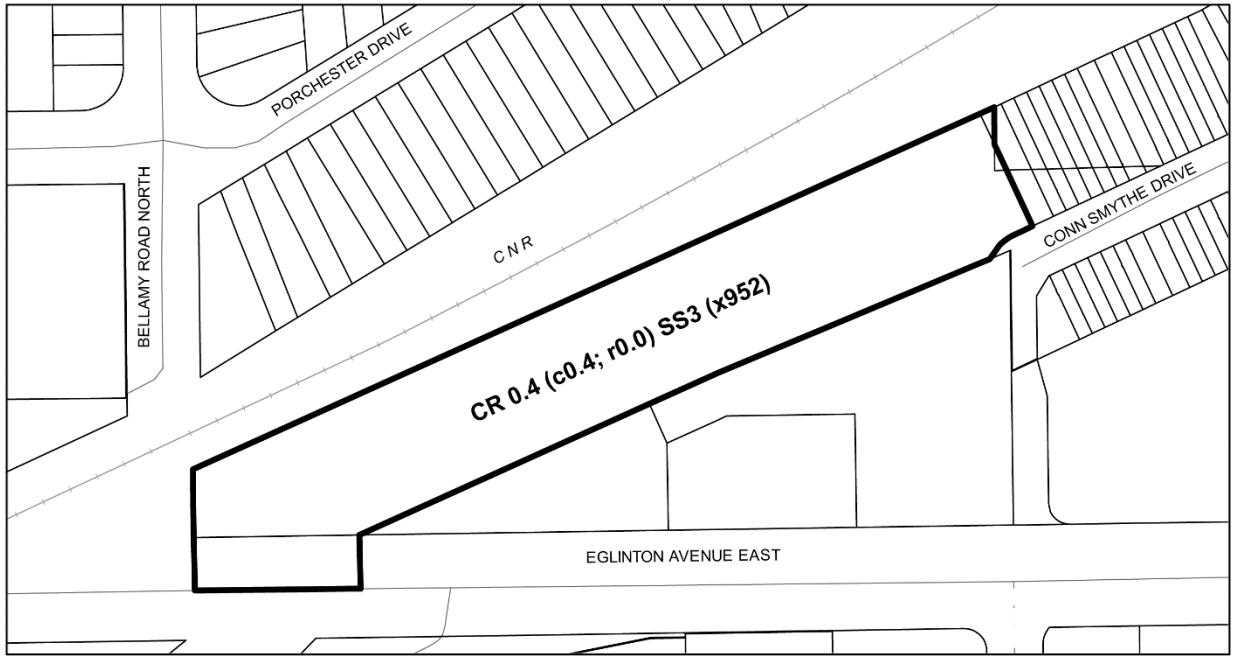 PORCHESTER DRIVE
BELLAMY ROAD NORTH
CNR
CONN SMYTHE DRIVE
CR 0.4 (c0.4; r0.0) SS3 (x952)
EGLINTON AVENUE EAST